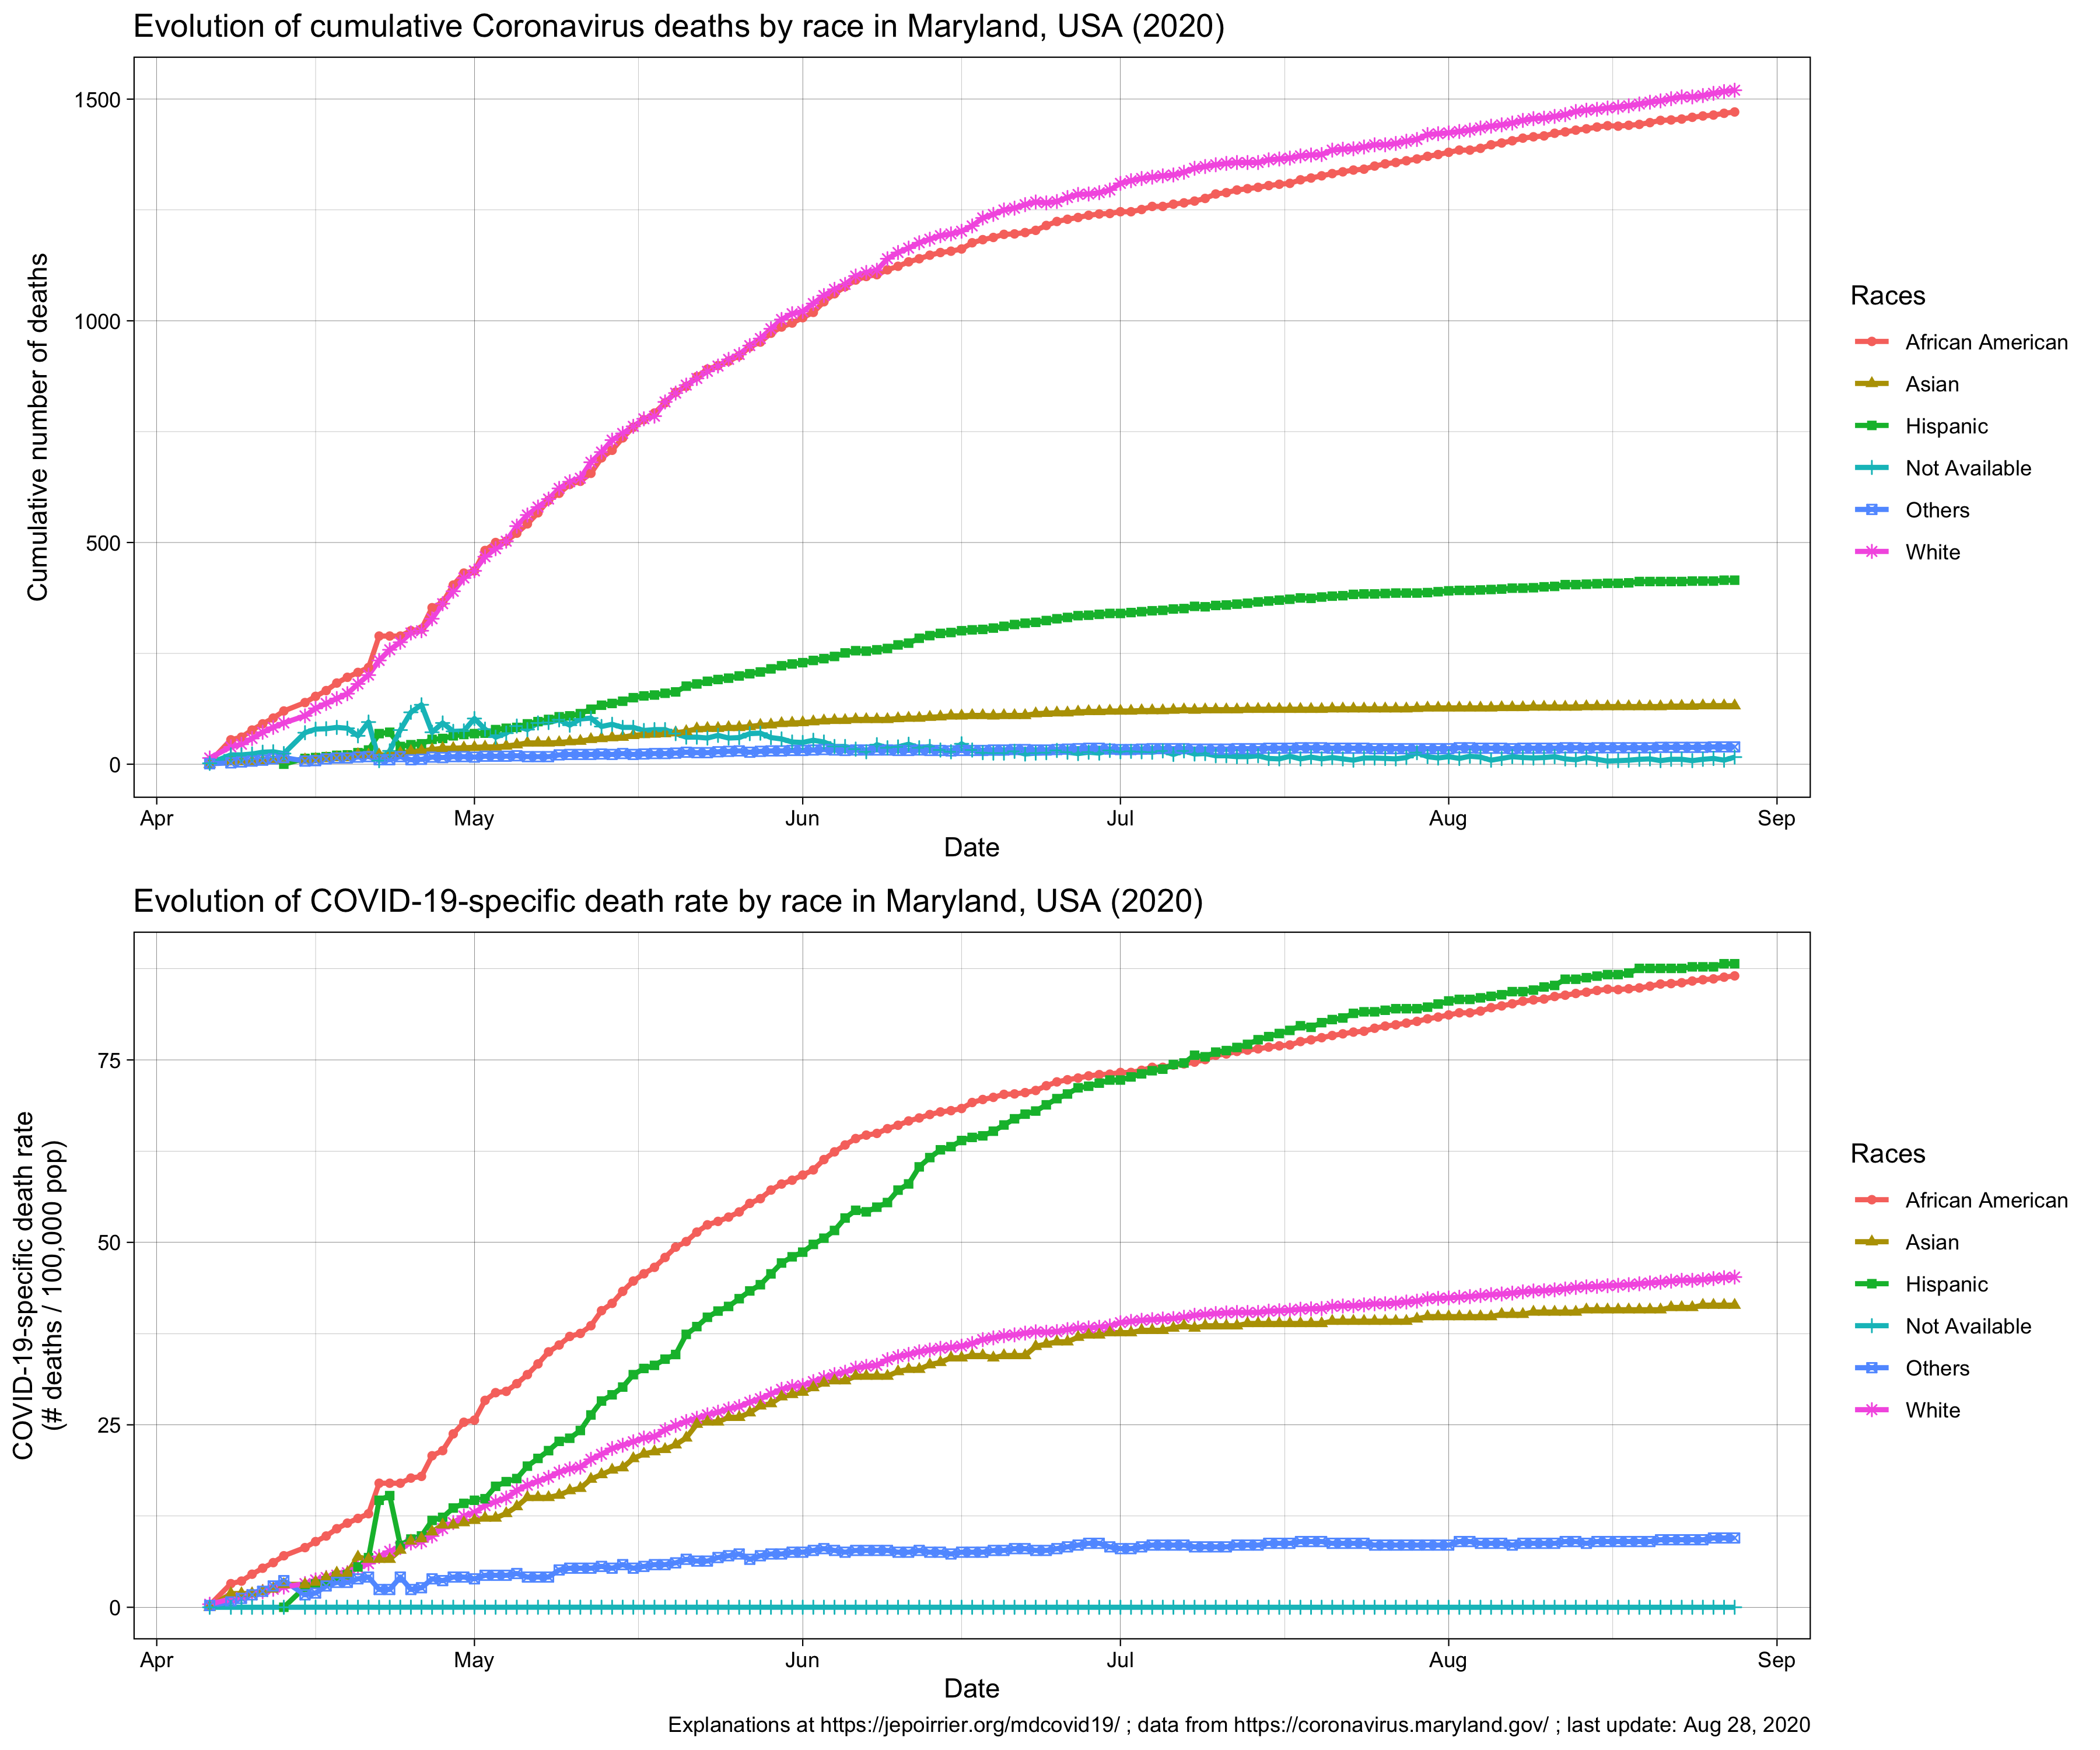 Evolution of cumulative Coronavirus deaths by race in Maryland, USA (2020)
Cumulative number of deaths
1500
1000
500
0
Apr May Jun Jul Aug Sep
Date
Races
African American
Asian
Hispanic
Not Available
Others
White
Evolution of COVID-19-specific death rate by race in Maryland, USA (2020)
COVID-19-specific death rate
(# deaths / 100,000 pop)
75
50
25
0
Apr May Jun Jul Aug Sep
Date
Races
African American
Asian
Hispanic
Not Available
Others
White
Explanations at https://jepoirrier.org/mdcovid19/ ; data from https://coronavirus.maryland.gov/ ; last update: Aug 28, 2020